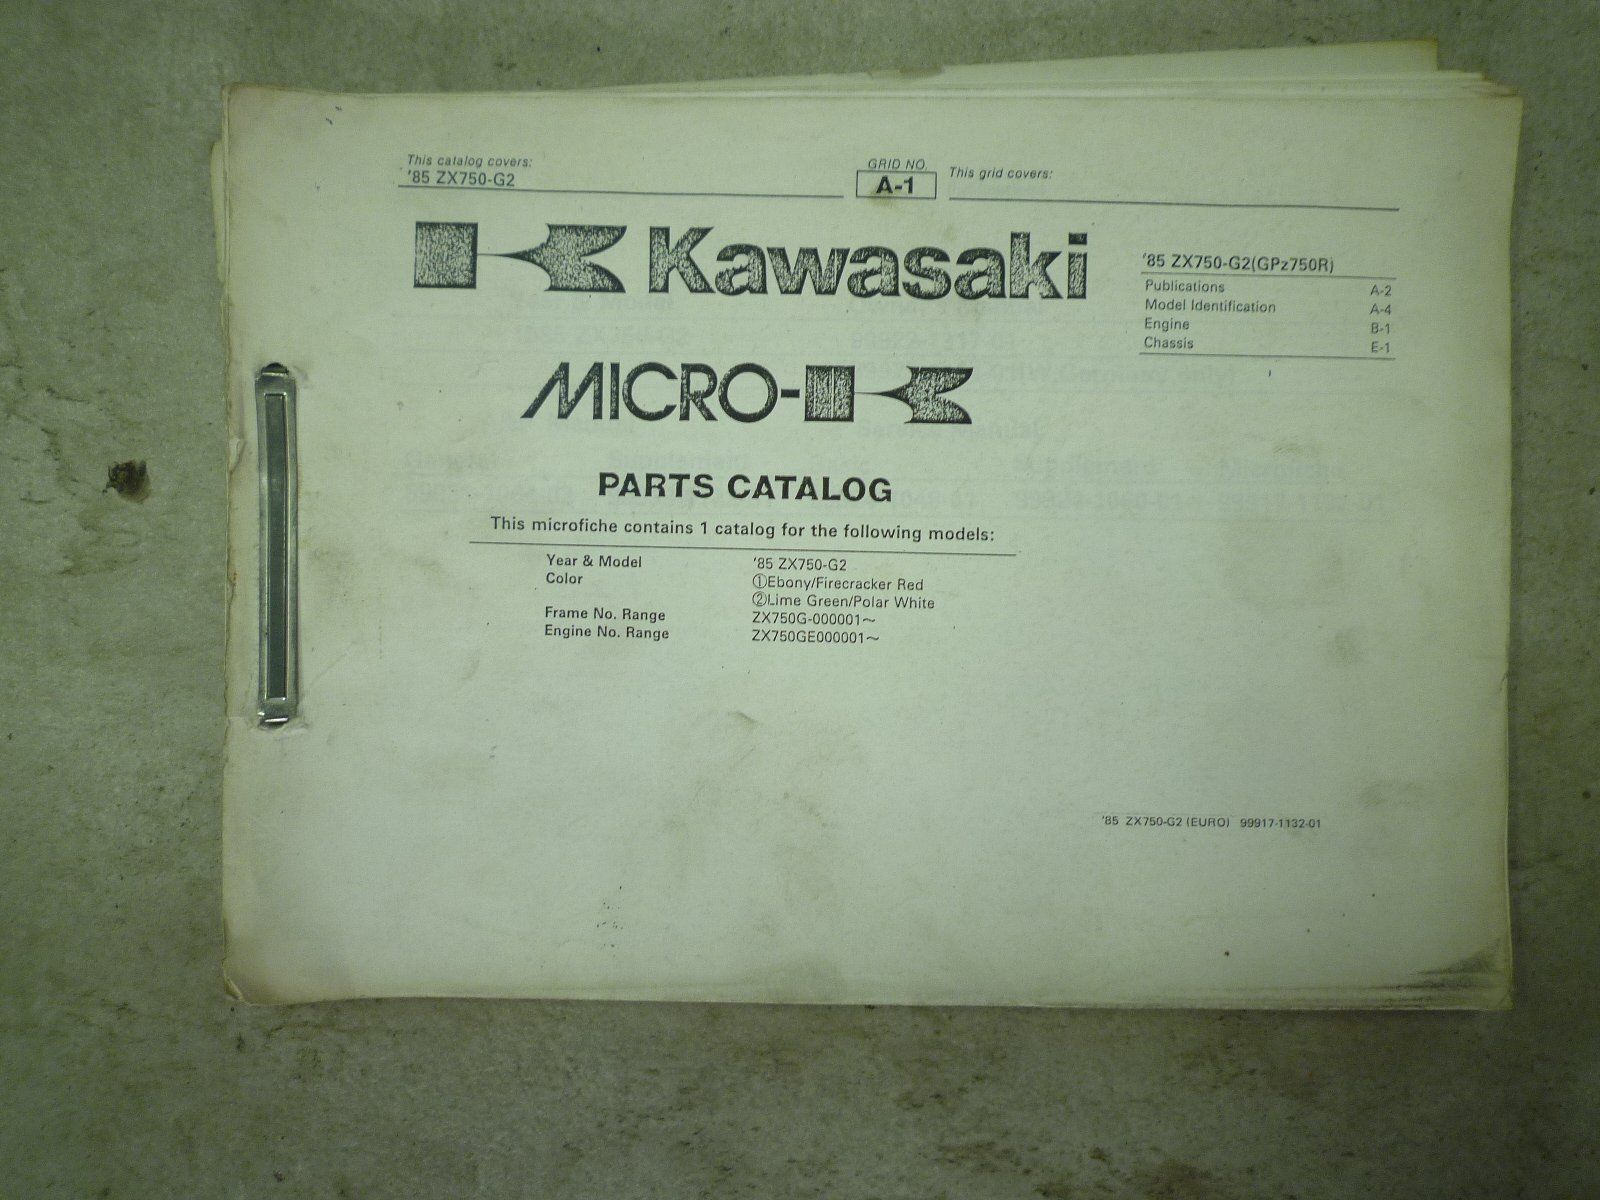 This catalog covers:
'85 ZX750-G2
GRID NO.
A-1
This grid covers:
Kawasaki
'85 ZX750-G2(GPz750R)
Publications A-2
Model Identification A-4
Engine B-1
Chassis E-1
MICRO-K
PARTS CATALOG
This microfiche contains 1 catalog for the following models:
Year & Model '85 ZX750-G2
Color ①Ebony/Firecracker Red
②Lime Green/Polar White
Frame No. Range ZX750G-000001~
Engine No. Range ZX750GE000001~
'85 ZX750-G2 (EURO) 99917-1132-01